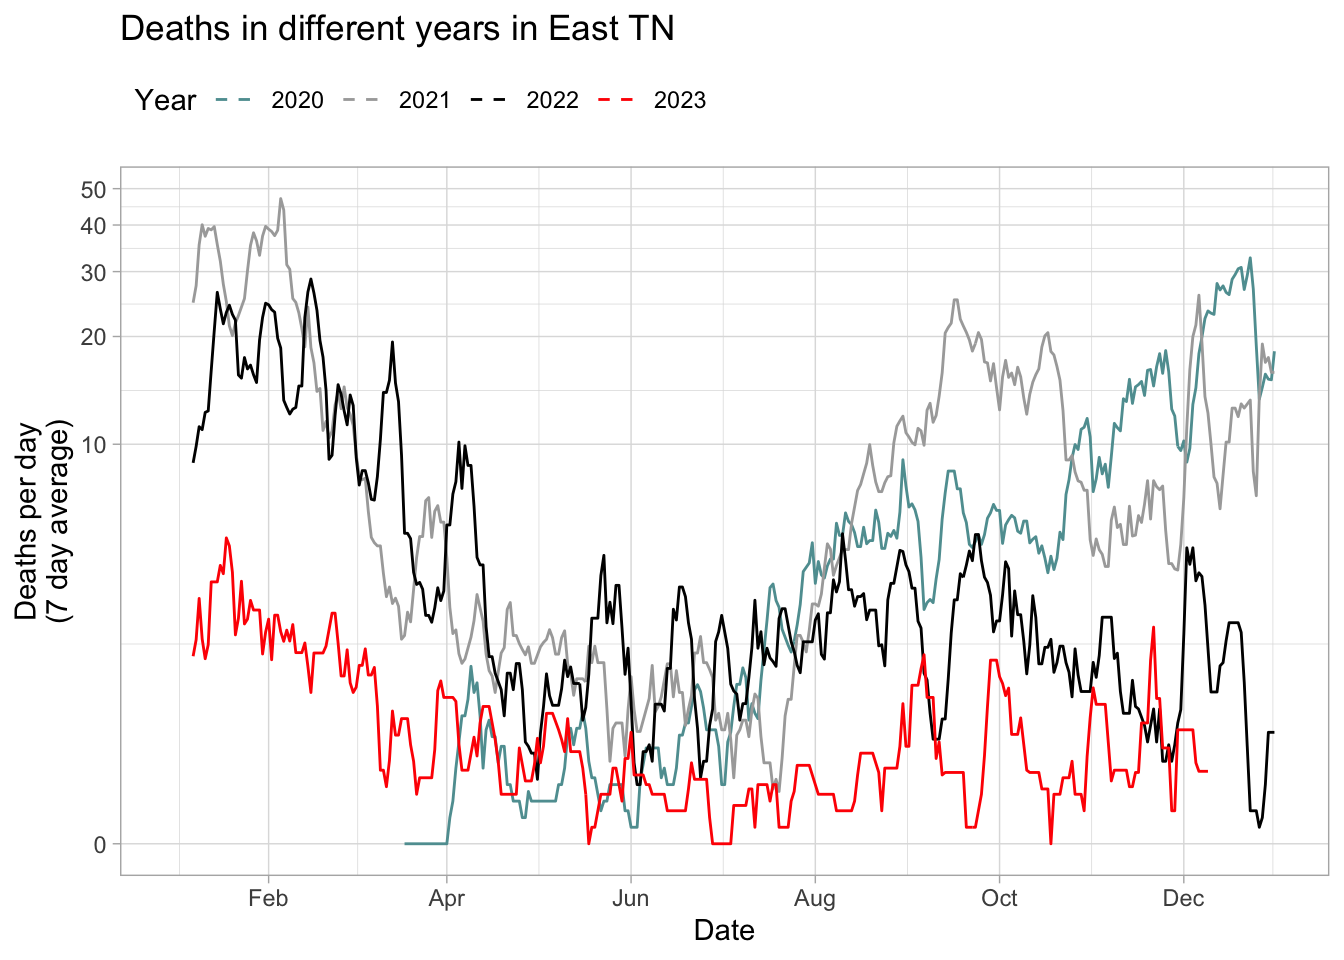 Deaths in different years in East TN
Year 2020 2021 2022 2023
50
40
30
20
10
0
Deaths per day
(7 day average)
Feb Apr Jun Aug Oct Dec
Date